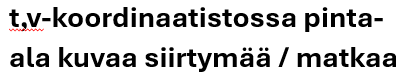 t,v-koordinaatistossa pinta-
ala kuvaa siirtymää / matkaa